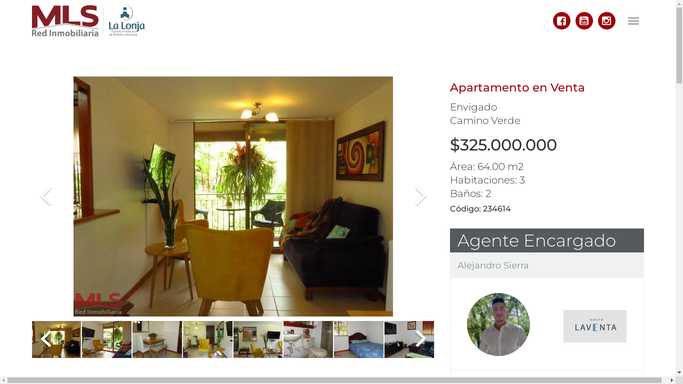 MLS
Red Inmobiliaria
La Lonja
Apartamento en Venta
Envigado
Camino Verde
$325.000.000
Área: 64.00 m2
Habitaciones: 3
Baños: 2
Código: 234614
MLS
Red Inmobiliaria
Agente Encargado
Alejandro Sierra
LAVENTA